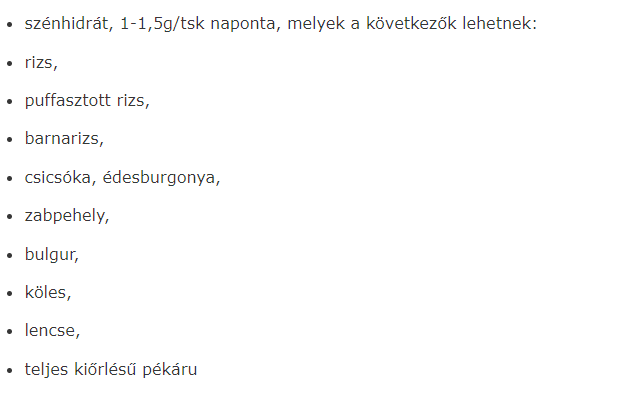 szénhidrát, 1-1,5g/tsk naponta, melyek a következők lehetnek:
rizs,
puffasztott rizs,
barnarizs,
csicsóka, édesburgonya,
zabpehely,
bulgur,
köles,
lencse,
teljes kiőrlésű pékáru